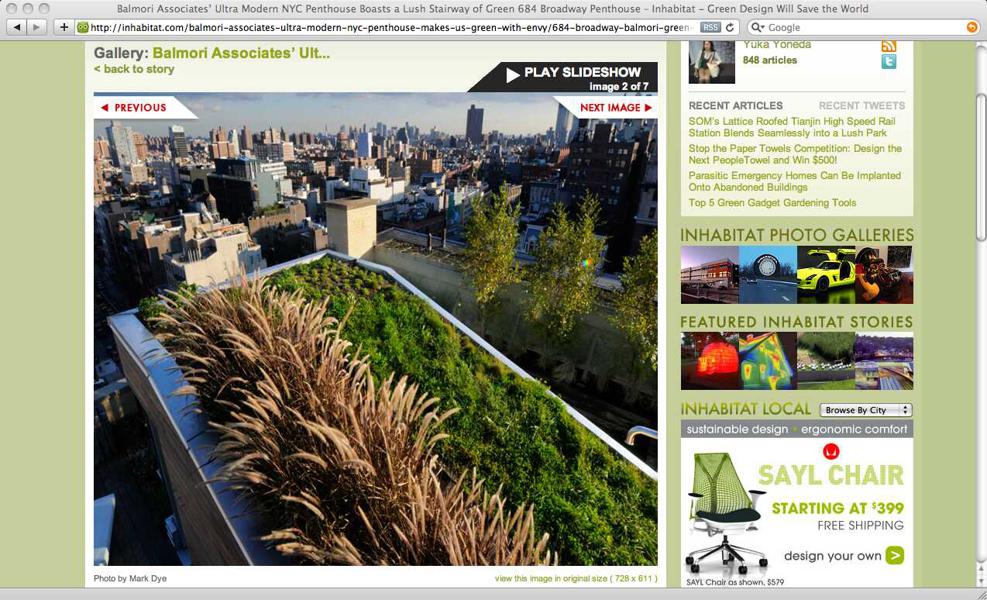 Balmori Associates' Ultra Modern NYC Penthouse Boasts a Lush Stairway of Green 684 Broadway Penthouse – Inhabitat – Green Design Will Save the World
http://inhabitat.com/balmori-associates-ultra-modern-nyc-penthouse-makes-us-green-with-envy/684-broadway-balmori-green- RSS Google
Gallery: Balmori Associates' Ult...
< back to story
PLAY SLIDESHOW
image 2 of 7
PREVIOUS
NEXT IMAGE
Photo by Mark Dye
view this image in original size ( 728 x 611 )
Yuka Yoneda
848 articles
RECENT ARTICLES RECENT TWEETS
SOM's Lattice Roofed Tianjin High Speed Rail
Station Blends Seamlessly into a Lush Park
Stop the Paper Towels Competition: Design the
Next PeopleTowel and Win $500!
Parasitic Emergency Homes Can Be Implanted
Onto Abandoned Buildings
Top 5 Green Gadget Gardening Tools
INHABITAT PHOTO GALLERIES
FEATURED INHABITAT STORIES
INHABITAT LOCAL Browse By City
sustainable design • ergonomic comfort
SAYL CHAIR
STARTING AT $399
FREE SHIPPING
design your own >
SAYL Chair as shown, $579